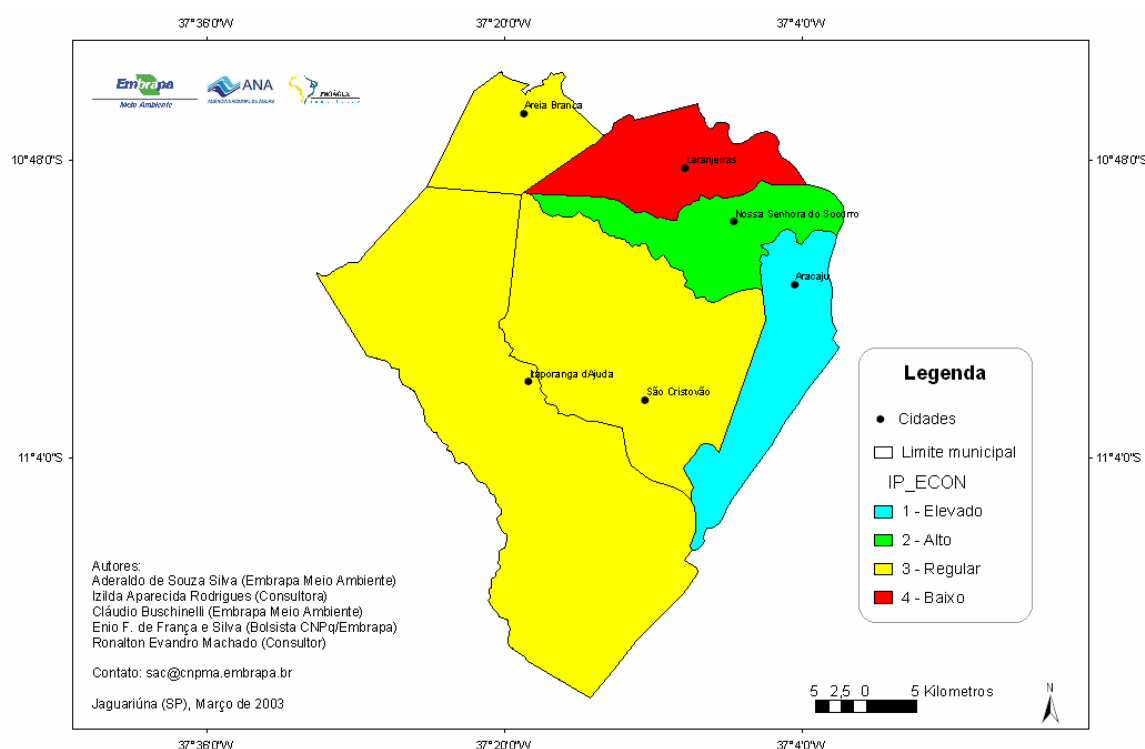 37°36'0"W 37°20'0"W 37°4'0"W
Embrapa
Meio Ambiente
ANA
10°48'0"S 10°48'0"S
Areia Branca
Laranjeiras
Nossa Senhora do Socorro
Aracaju
Itaporanga dAjuda
São Cristovão
11°4'0"S 11°4'0"S
Legenda
Cidades
Limite municipal
IP_ECON
1 - Elevado
2 - Alto
3 - Regular
4 - Baixo
Autores:
Aderaldo de Souza Silva (Embrapa Meio Ambiente)
Izilda Aparecida Rodrigues (Consultora)
Cláudio Buschinelli (Embrapa Meio Ambiente)
Enio F. de França e Silva (Bolsista CNPq/Embrapa)
Ronalton Evandro Machado (Consultor)
Contato: sac@cnpma.embrapa.br
Jaguariúna (SP), Março de 2003
5 2,5 0 5 Kilometros
N
37°36'0"W 37°20'0"W 37°4'0"W